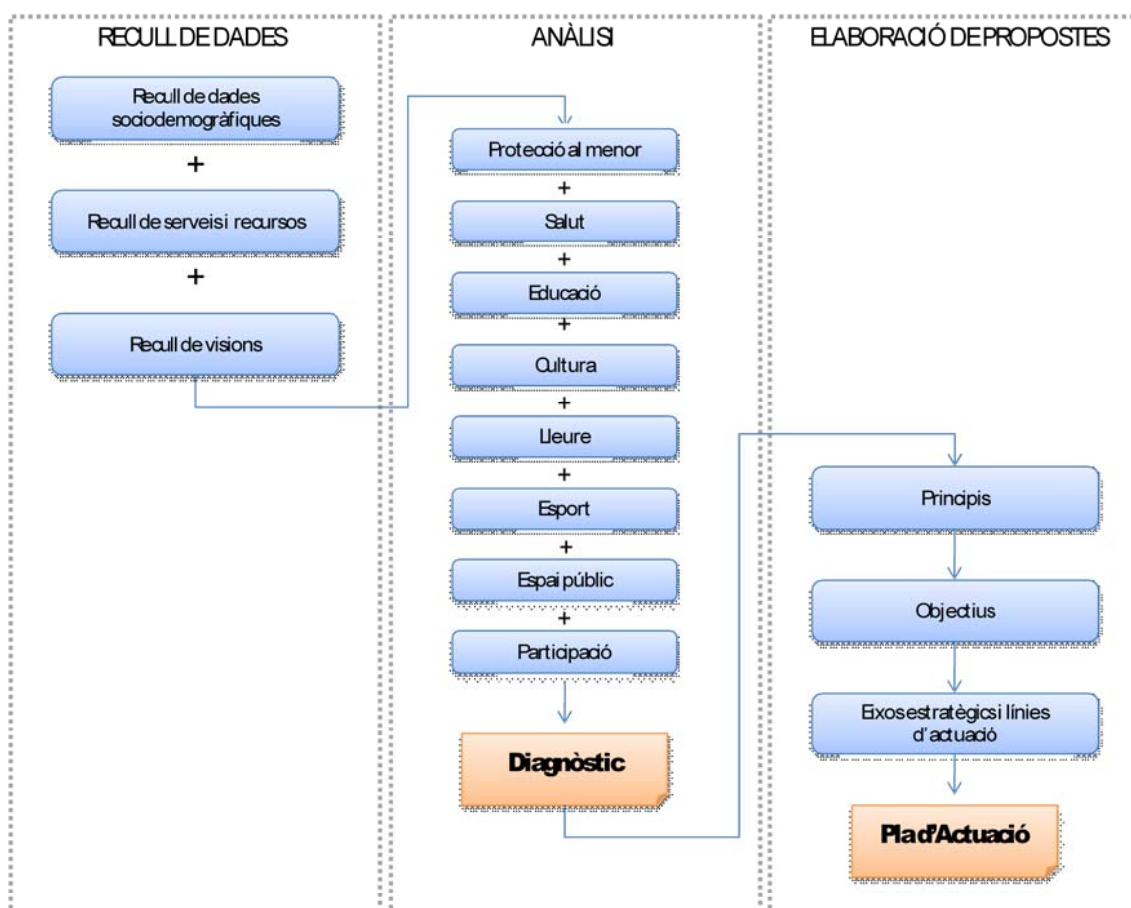 RECULL DE DADES
Recull de dades
sociodemogràfiques
+
Recull de serveis i recursos
+
Recull de visions
ANÀLISI
Protecció al menor
+
Salut
+
Educació
+
Cultura
+
Lleure
+
Esport
+
Espai públic
+
Participació
Diagnòstic
ELABORACIÓ DE PROPOSTES
Principis
Objectius
Eixos estratègics i línies
d'actuació
Pla d'Actuació